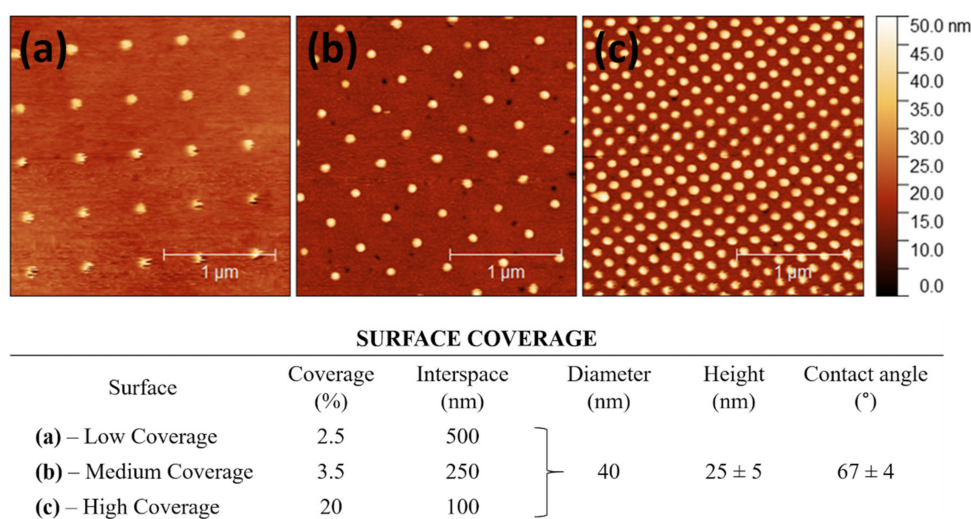 (a) (b) (c)
1 µm 1 µm 1 µm
50.0 nm
45.0
40.0
35.0
30.0
25.0
20.0
15.0
10.0
0.0
SURFACE COVERAGE
Surface Coverage (%) Interspace (nm) Diameter (nm) Height (nm) Contact angle (°)
(a) – Low Coverage 2.5 500
(b) – Medium Coverage 3.5 250 40 25 ± 5 67 ± 4
(c) – High Coverage 20 100